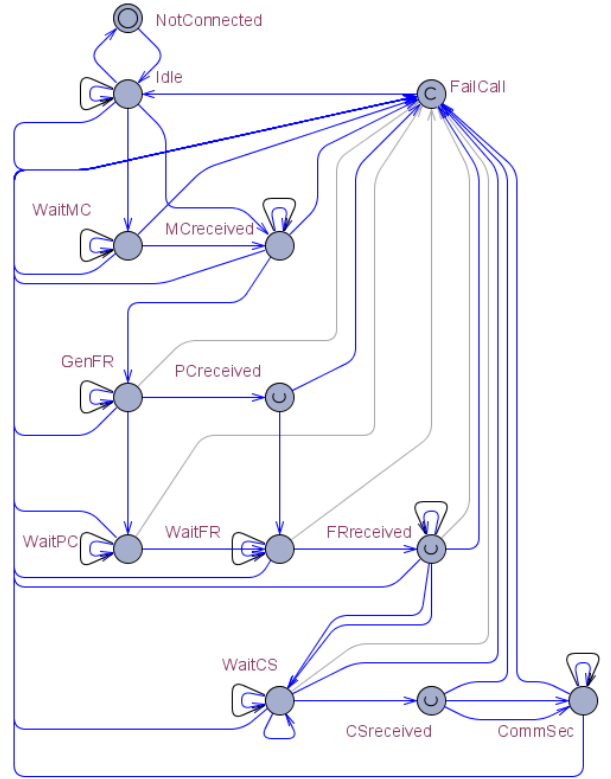 NotConnected
Idle
FailCall
WaitMC
MCreceived
GenFR
PCreceived
WaitPC
WaitFR
FRreceived
WaitCS
CSreceived
CommSec